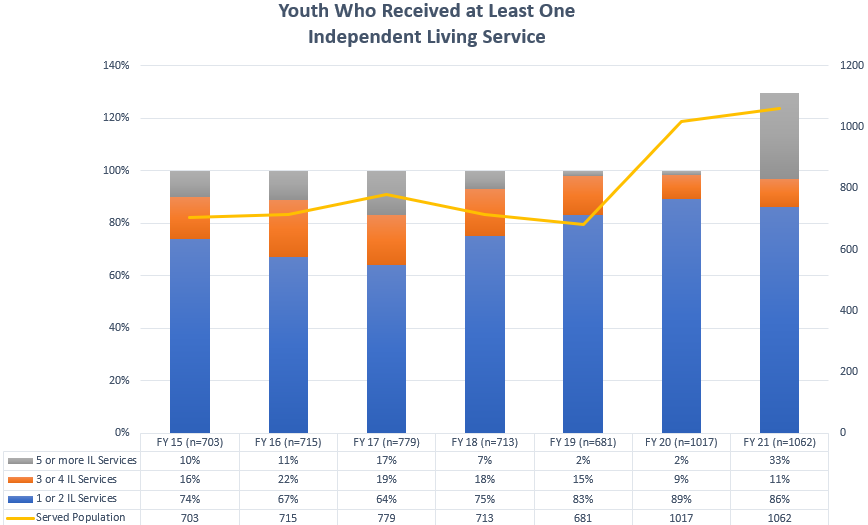 Youth Who Received at Least One
Independent Living Service
140%
120%
100%
80%
60%
40%
20%
0%
1200
1000
800
600
400
200
0
FY 15 (n=703) FY 16 (n=715) FY 17 (n=779) FY 18 (n=713) FY 19 (n=681) FY 20 (n=1017) FY 21 (n=1062)
5 or more IL Services 10% 11% 17% 7% 2% 2% 33%
3 or 4 IL Services 16% 22% 19% 18% 15% 9% 11%
1 or 2 IL Services 74% 67% 64% 75% 83% 89% 86%
Served Population 703 715 779 713 681 1017 1062